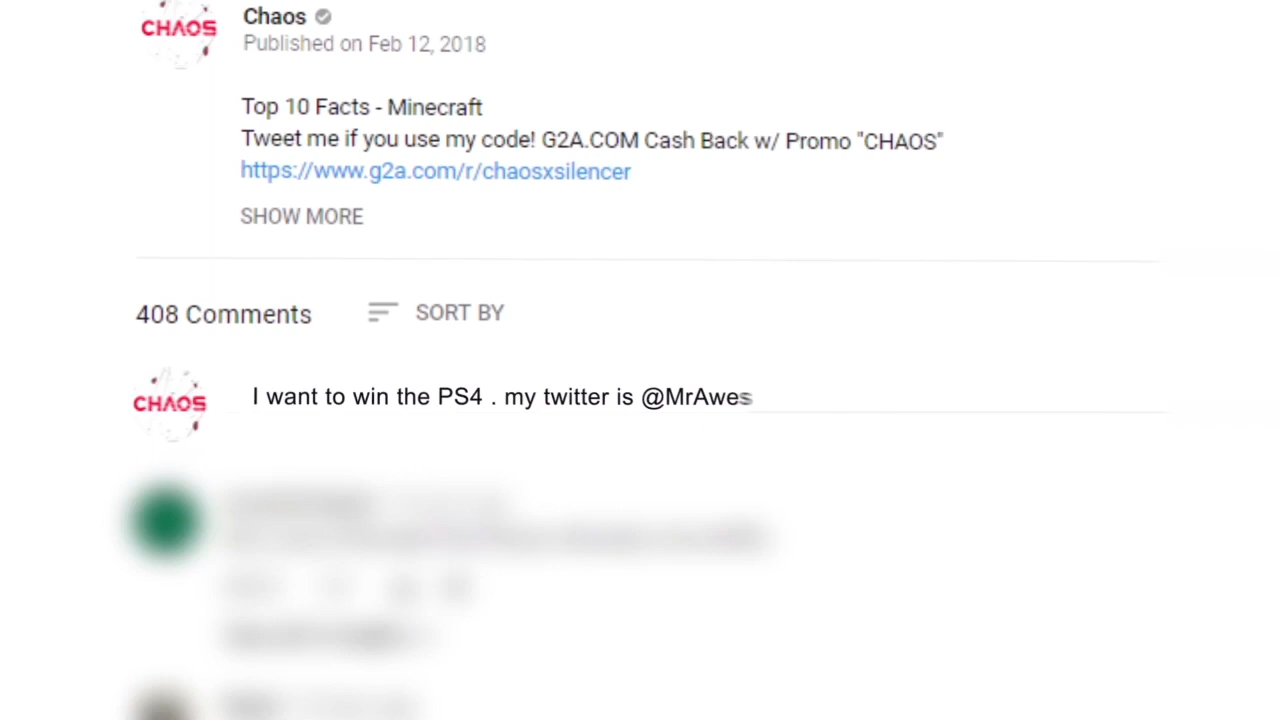 CHAOS
Chaos
Published on Feb 12, 2018
Top 10 Facts - Minecraft
Tweet me if you use my code! G2A.COM Cash Back w/ Promo "CHAOS"
https://www.g2a.com/r/chaosxsilencer
SHOW MORE
408 Comments
SORT BY
CHAOS
I want to win the PS4 . my twitter is @MrAwes